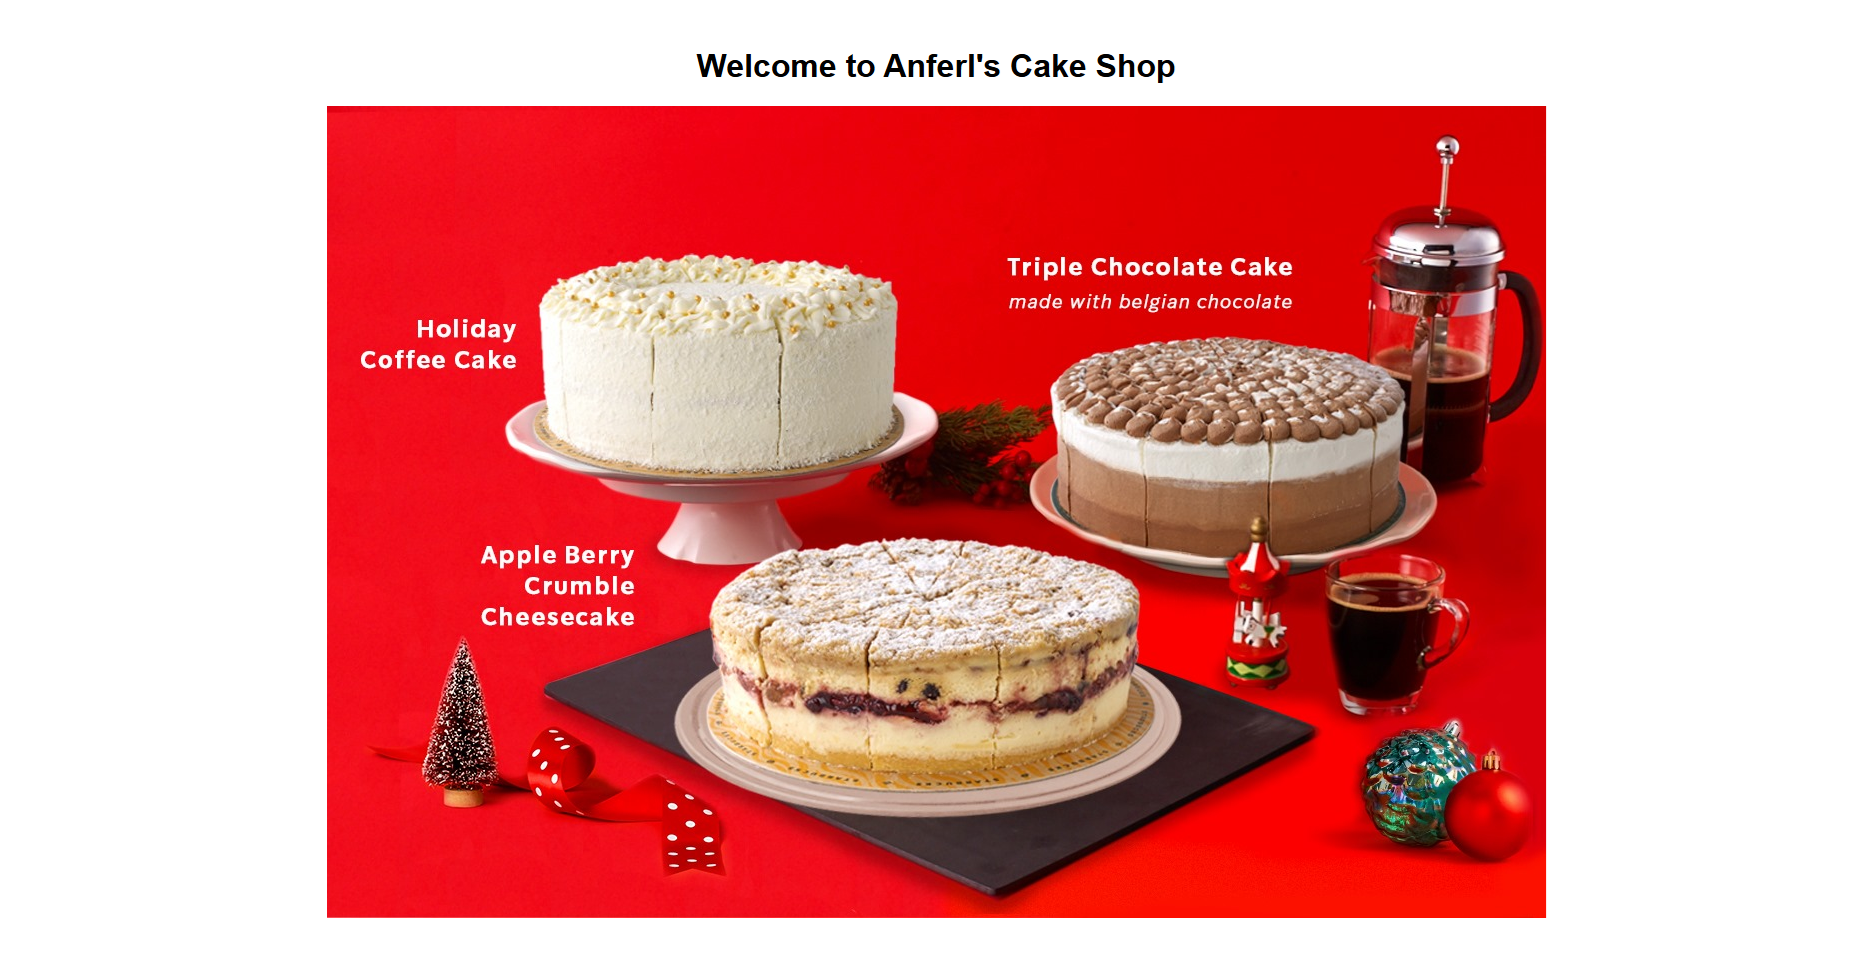 Welcome to Anferl's Cake Shop
Holiday
Coffee Cake
Triple Chocolate Cake
made with belgian chocolate
Apple Berry
Crumble
Cheesecake